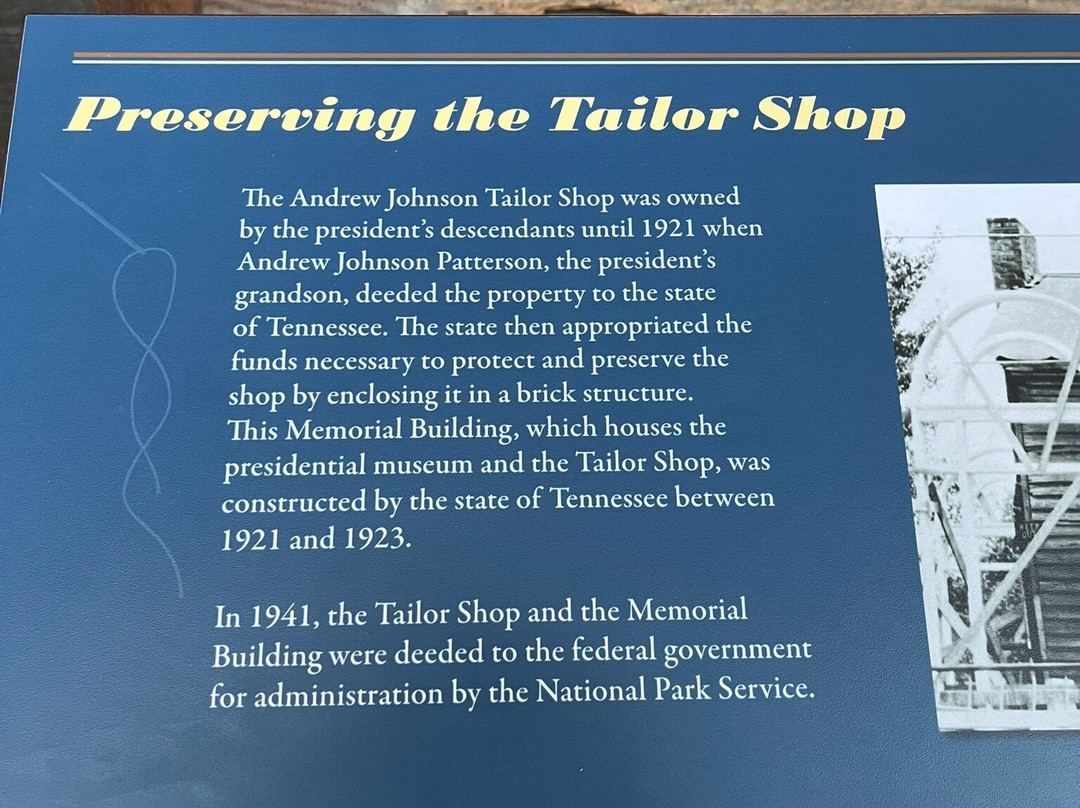 Preserving the Tailor Shop
The Andrew Johnson Tailor Shop was owned
by the president's descendants until 1921 when
Andrew Johnson Patterson, the president's
grandson, deeded the property to the state
of Tennessee. The state then appropriated the
funds necessary to protect and preserve the
shop by enclosing it in a brick structure.
This Memorial Building, which houses the
presidential museum and the Tailor Shop, was
constructed by the state of Tennessee between
1921 and 1923.
In 1941, the Tailor Shop and the Memorial
Building were deeded to the federal government
for administration by the National Park Service.